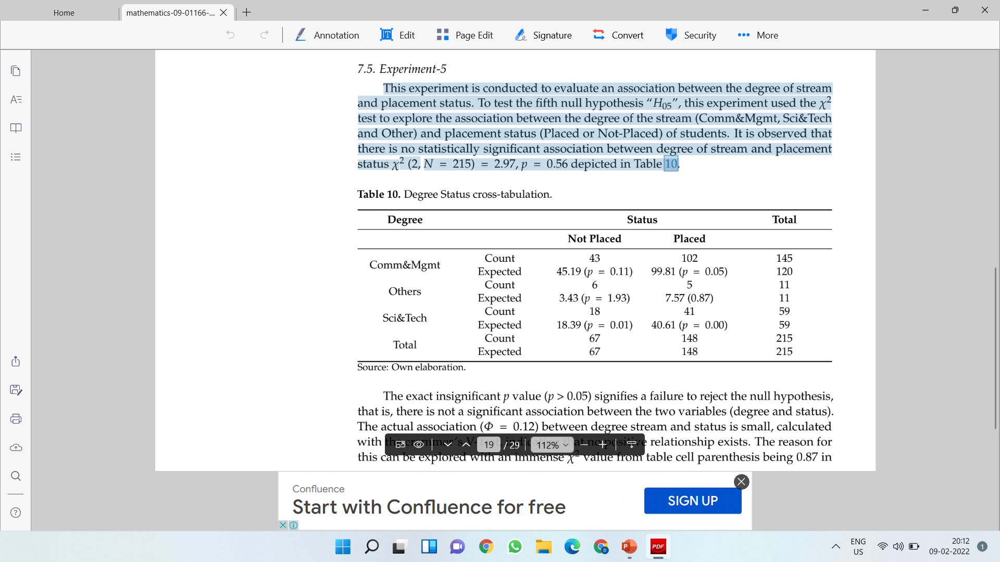 Home
mathematics-09-01166-...
Annotation Edit Page Edit Signature Convert Security More
7.5. Experiment-5
This experiment is conducted to evaluate an association between the degree of stream
and placement status. To test the fifth null hypothesis “H05”, this experiment used the χ2
test to explore the association between the degree of the stream (Comm&Mgmt, Sci&Tech
and Other) and placement status (Placed or Not-Placed) of students. It is observed that
there is no statistically significant association between degree of stream and placement
status χ2 (2, N = 215) = 2.97, p = 0.56 depicted in Table 10.
Table 10. Degree Status cross-tabulation.
Degree Status Total
Not Placed Placed
Comm&Mgmt Count 43 102 145
Expected 45.19 (p = 0.11) 99.81 (p = 0.05) 120
Others Count 6 5 11
Expected 3.43 (p = 1.93) 7.57 (0.87) 11
Sci&Tech Count 18 41 59
Expected 18.39 (p = 0.01) 40.61 (p = 0.00) 59
Total Count 67 148 215
Expected 67 148 215
Source: Own elaboration.
The exact insignificant p value (p > 0.05) signifies a failure to reject the null hypothesis,
that is, there is not a significant association between the two variables (degree and status).
The actual association (Φ = 0.12) between degree stream and status is small, calculated
with the crammer’s V-Test, indicating that no positive relationship exists. The reason for
this can be explored with an immense χ2 value from table cell parenthesis being 0.87 in
19 / 29 112%
Confluence
Start with Confluence for free
SIGN UP
PDF
ENG
US
20:12
09-02-2022
1